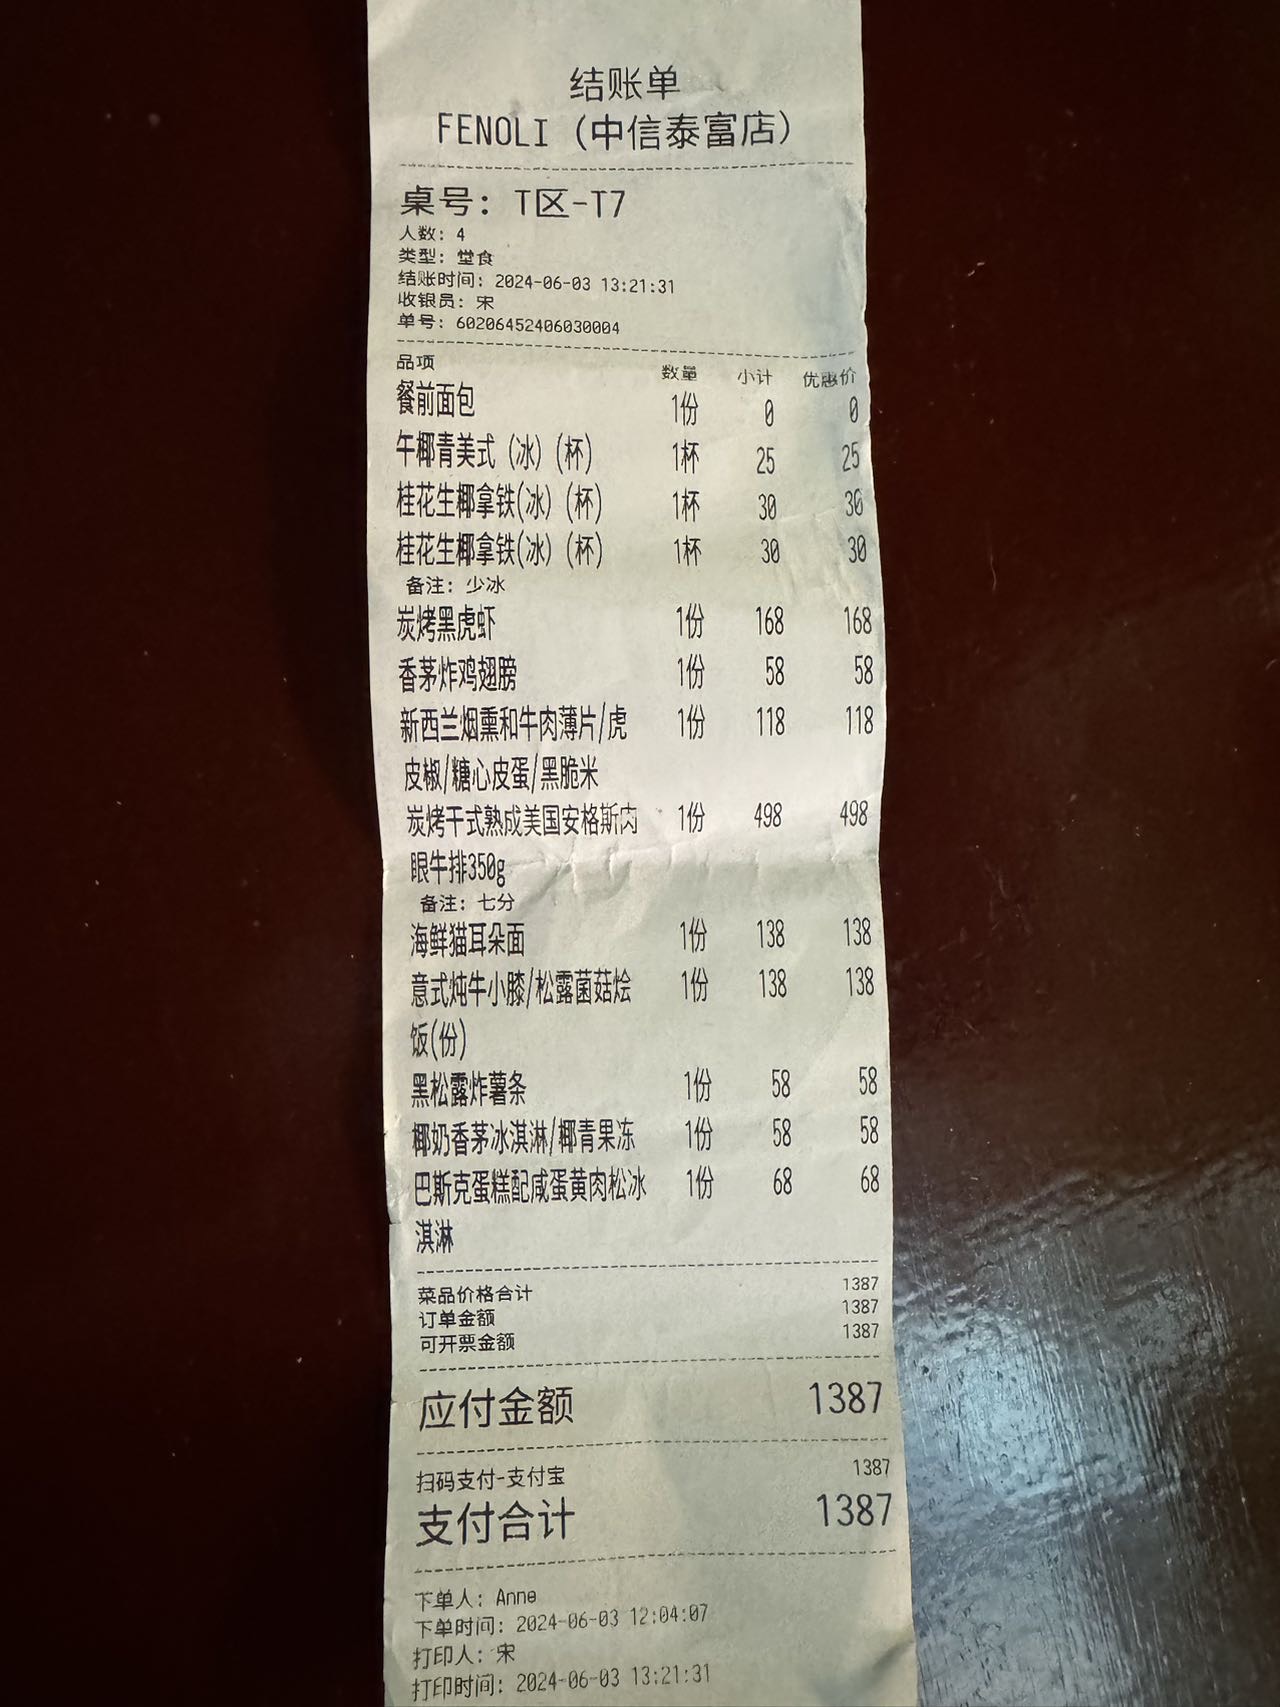 结账单
FENOLI (中信泰富店)
桌号: T区-T7
人数: 4
类型: 堂食
结账时间: 2024-06-03 13:21:31
收银员: 宋
单号: 60206452406030004
品项 数量 小计 优惠价
餐前面包 1份 0 0
午椰青美式 (冰) (杯) 1杯 25 25
桂花生椰拿铁(冰) (杯) 1杯 30 30
桂花生椰拿铁(冰) (杯) 1杯 30 30
备注: 少冰
炭烤黑虎虾 1份 168 168
香茅炸鸡翅膀 1份 58 58
新西兰烟熏和牛肉薄片/虎 1份 118 118
皮椒/糖心皮蛋/黑脆米
炭烤干式熟成美国安格斯肉 1份 498 498
眼牛排350g
备注: 七分
海鲜猫耳朵面 1份 138 138
意式炖牛小膝/松露菌菇烩 1份 138 138
饭(份)
黑松露炸薯条 1份 58 58
椰奶香茅冰淇淋/椰青果冻 1份 58 58
巴斯克蛋糕配咸蛋黄肉松冰 1份 68 68
淇淋
菜品价格合计 1387
订单金额 1387
可开票金额 1387
应付金额 1387
扫码支付-支付宝 1387
支付合计 1387
下单人: Anne
下单时间: 2024-06-03 12:04:07
打印人: 宋
打印时间: 2024-06-03 13:21:31